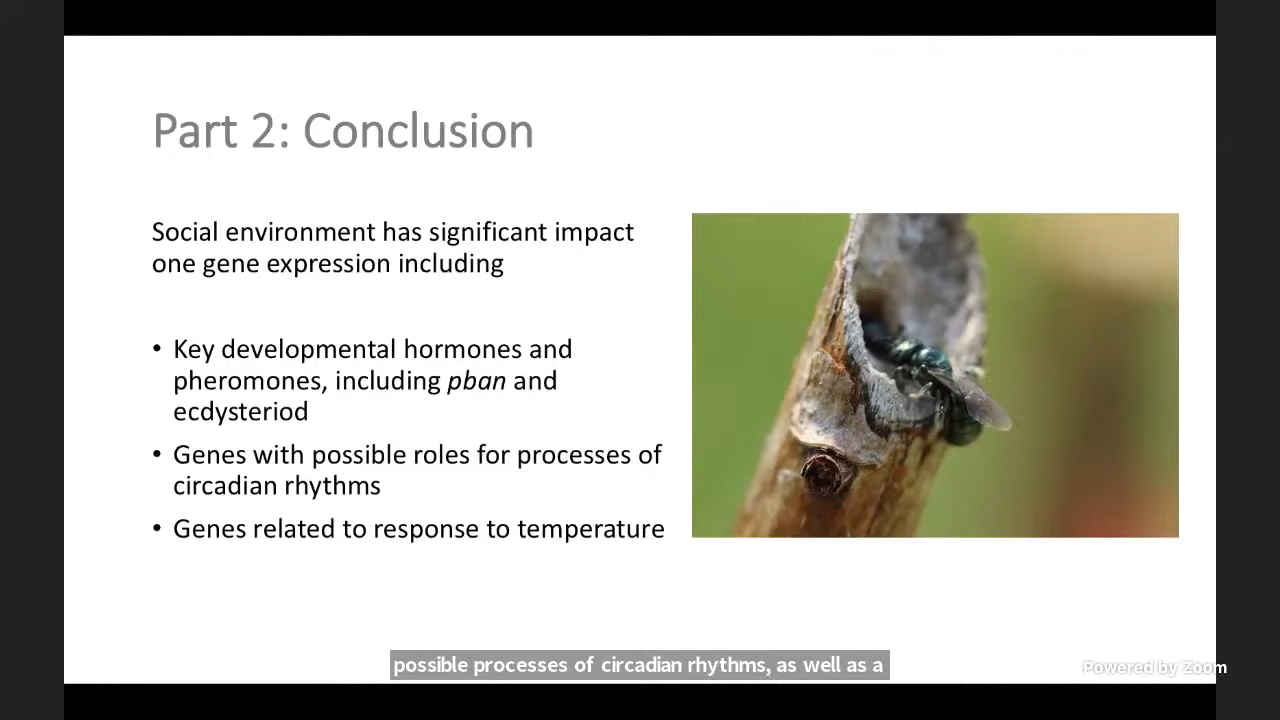 Part 2: Conclusion
Social environment has significant impact
one gene expression including
• Key developmental hormones and
pheromones, including pban and
ecdysteriod
• Genes with possible roles for processes of
circadian rhythms
• Genes related to response to temperature
possible processes of circadian rhythms, as well as a
Powered by Zoom